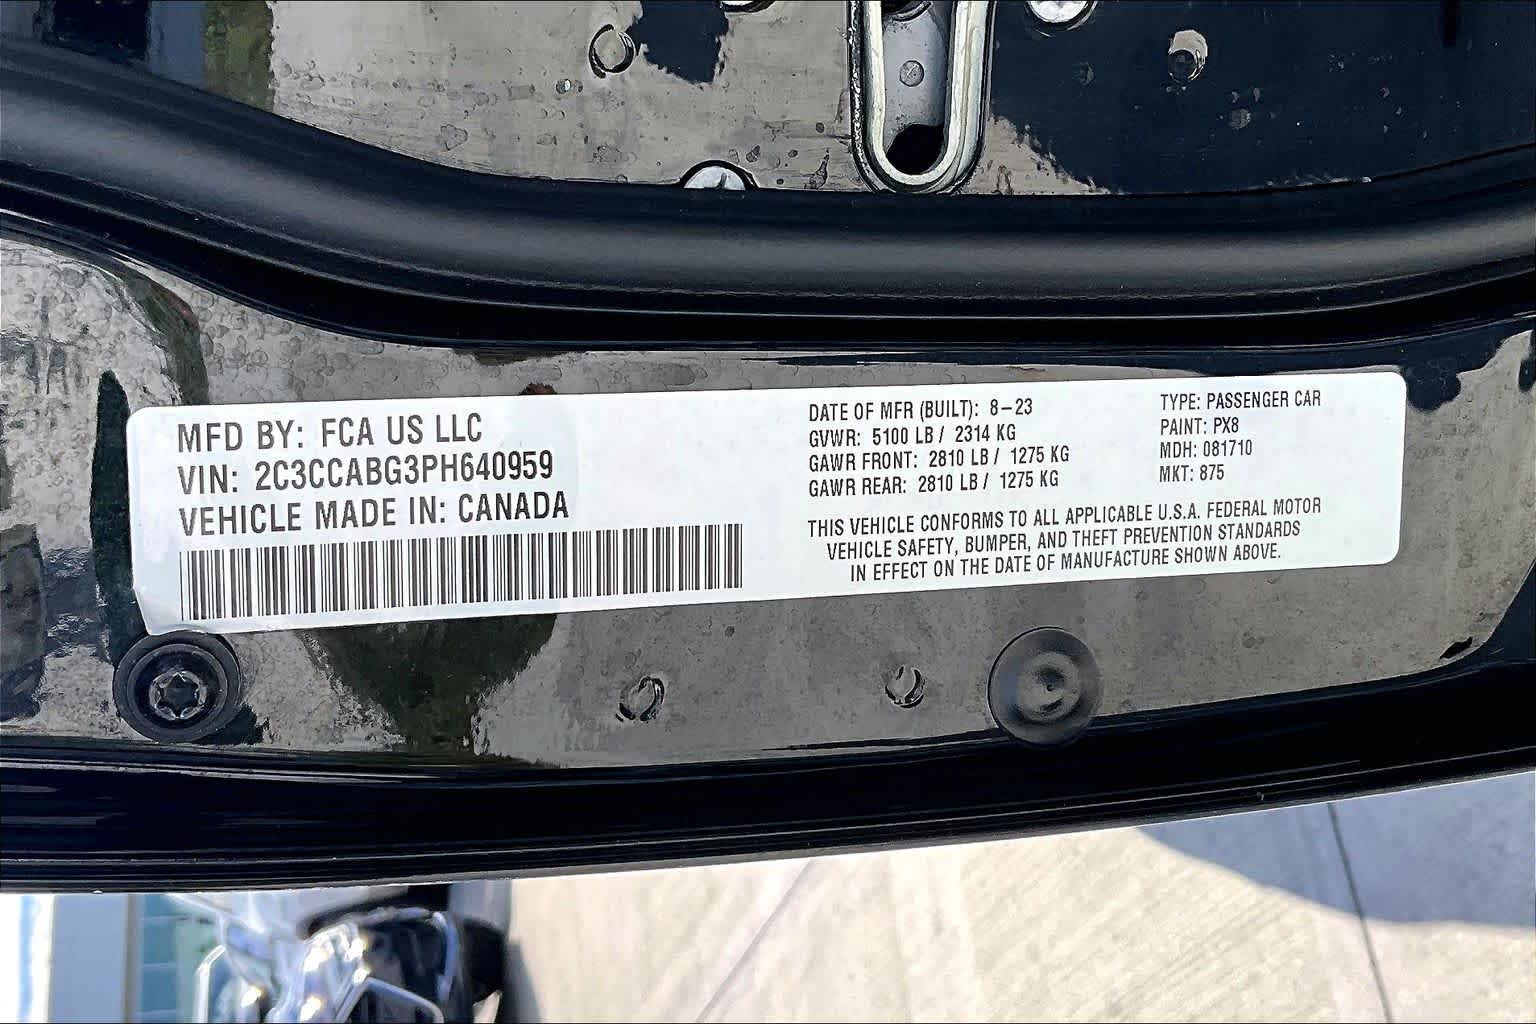 MFD BY: FCA US LLC
VIN: 2C3CCABG3PH640959
VEHICLE MADE IN: CANADA
DATE OF MFR (BUILT): 8-23
GVWR: 5100 LB / 2314 KG
GAWR FRONT: 2810 LB / 1275 KG
GAWR REAR: 2810 LB / 1275 KG
TYPE: PASSENGER CAR
PAINT: PX8
MDH: 081710
MKT: 875
THIS VEHICLE CONFORMS TO ALL APPLICABLE U.S.A. FEDERAL MOTOR
VEHICLE SAFETY, BUMPER, AND THEFT PREVENTION STANDARDS
IN EFFECT ON THE DATE OF MANUFACTURE SHOWN ABOVE.